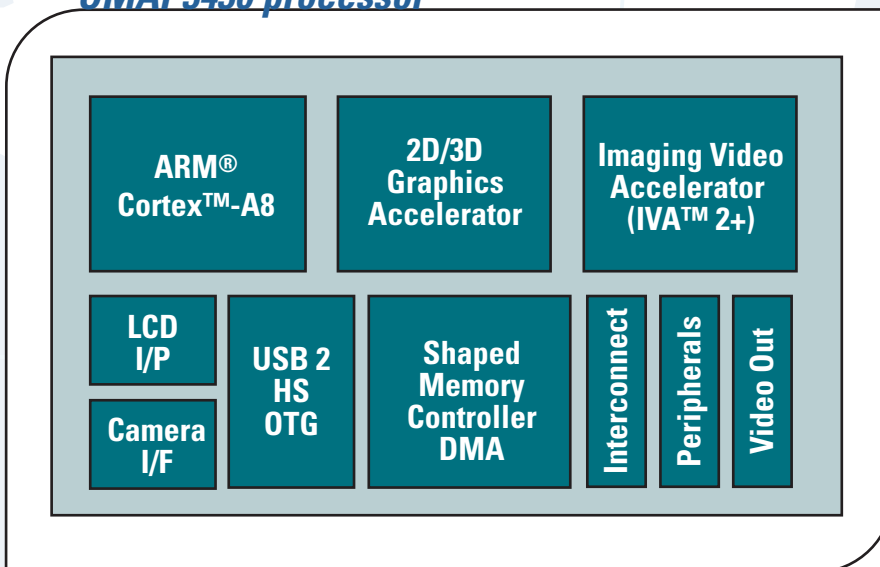 processor
ARM®
Cortex™-A8
2D/3D
Graphics
Accelerator
Imaging Video
Accelerator
(IVA™ 2+)
LCD
I/P
Camera
I/F
USB 2
HS
OTG
Shaped
Memory
Controller
DMA
Interconnect
Peripherals
Video Out